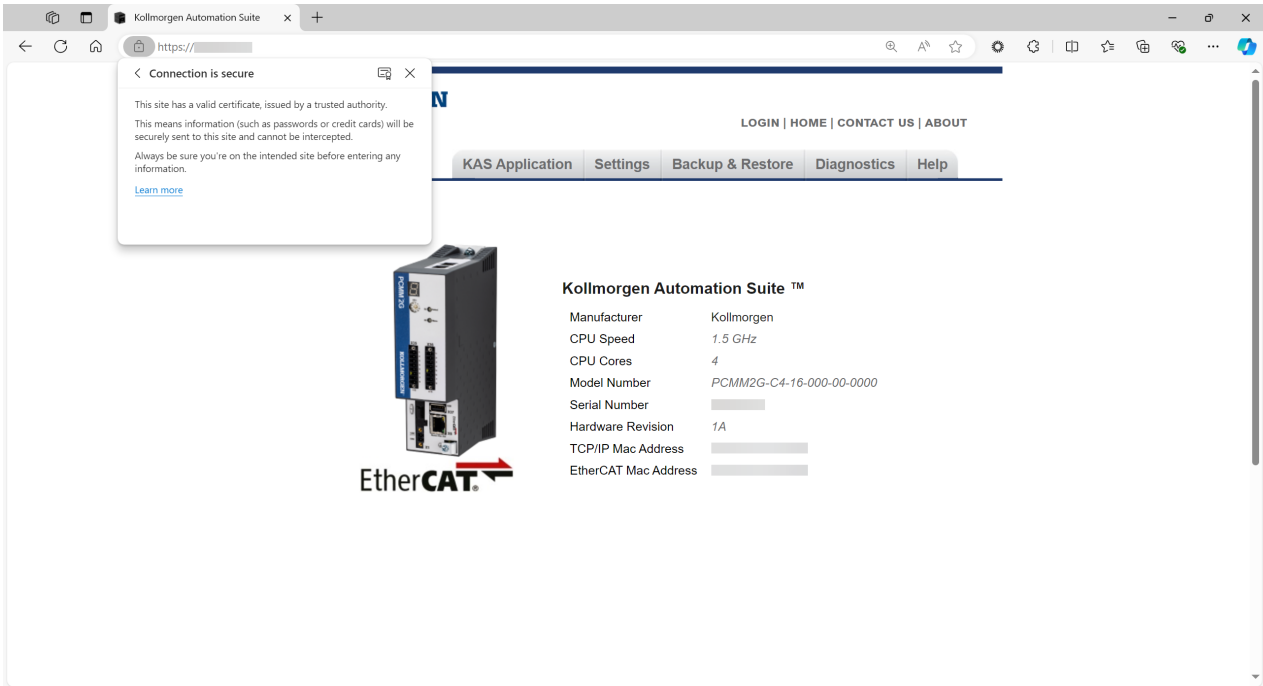 Kollmorgen Automation Suite
https://
Connection is secure
This site has a valid certificate, issued by a trusted authority.
This means information (such as passwords or credit cards) will be
securely sent to this site and cannot be intercepted.
Always be sure you're on the intended site before entering any
information.
Learn more
N
LOGIN | HOME | CONTACT US | ABOUT
KAS Application Settings Backup & Restore Diagnostics Help
PCMM 2G
KOLLMORGEN
EtherCAT®
Kollmorgen Automation Suite ™
Manufacturer Kollmorgen
CPU Speed 1.5 GHz
CPU Cores 4
Model Number PCMM2G-C4-16-000-00-0000
Serial Number
Hardware Revision 1A
TCP/IP Mac Address
EtherCAT Mac Address